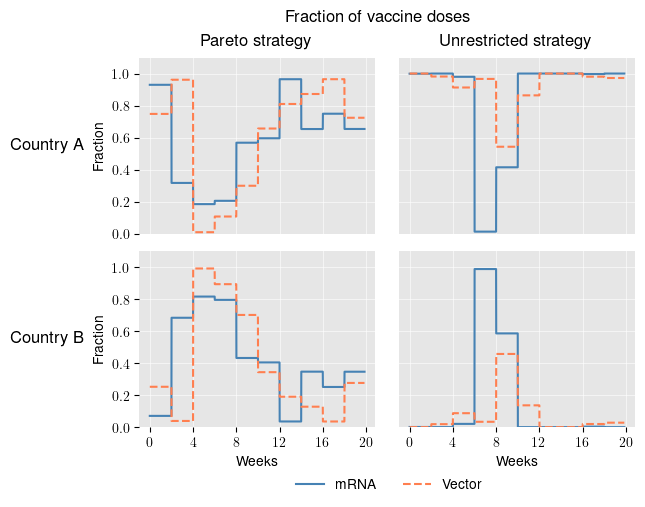 Fraction of vaccine doses
Pareto strategy
Unrestricted strategy
Country A
Fraction
1.0
0.8
0.6
0.4
0.2
0.0
Country B
Fraction
1.0
0.8
0.6
0.4
0.2
0.0
0 4 8 12 16 20
0 4 8 12 16 20
Weeks
Weeks
mRNA
Vector